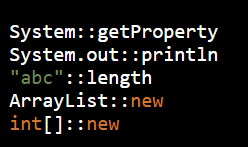 System::getProperty
System.out::println
"abc"::length
ArrayList::new
int[]::new